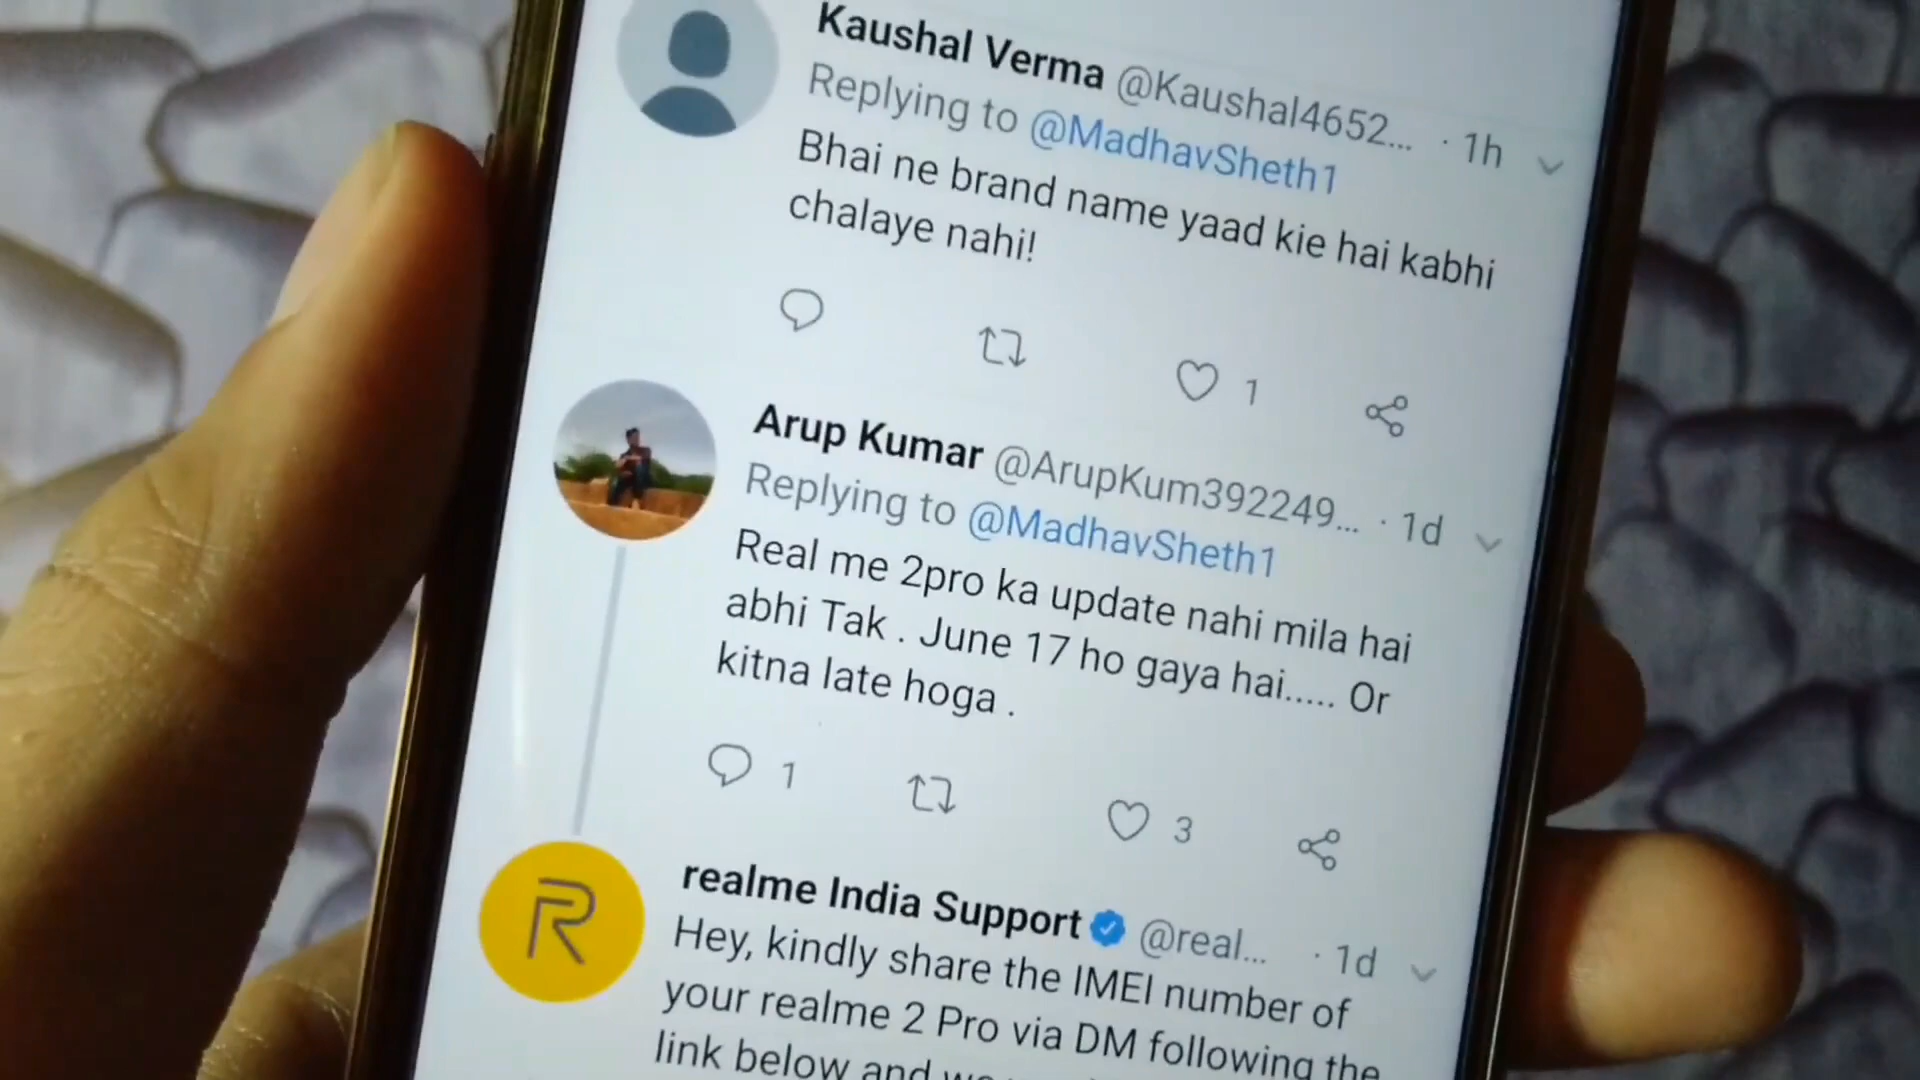 Kaushal Verma @Kaushal4652... · 1h
Replying to @MadhavSheth1
Bhai ne brand name yaad kie hai kabhi
chalaye nahi!
1
Arup Kumar @ArupKum392249... · 1d
Replying to @MadhavSheth1
Real me 2pro ka update nahi mila hai
abhi Tak . June 17 ho gaya hai..... Or
kitna late hoga .
1 3
realme India Support @real... · 1d
Hey, kindly share the IMEI number of
your realme 2 Pro via DM following the
link below and